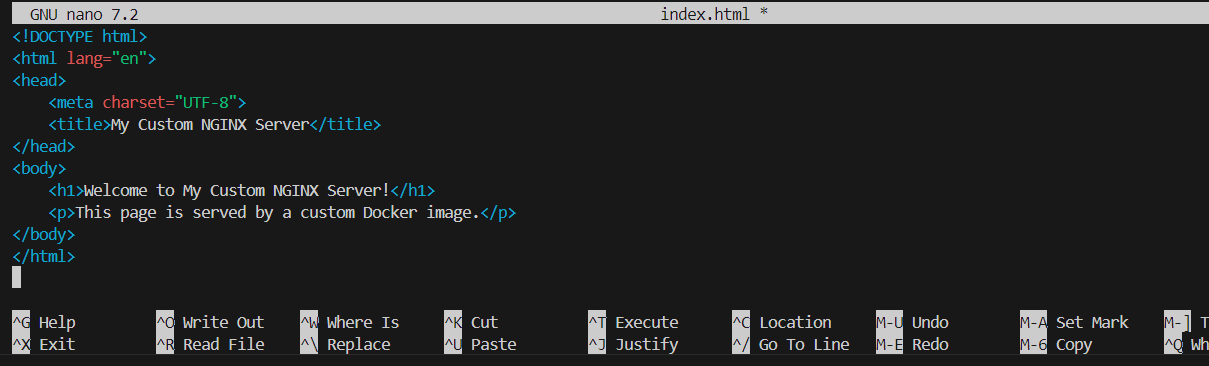 GNU nano 7.2 index.html *
<!DOCTYPE html>
<html lang="en">
<head>
    <meta charset="UTF-8">
    <title>My Custom NGINX Server</title>
</head>
<body>
    <h1>Welcome to My Custom NGINX Server!</h1>
    <p>This page is served by a custom Docker image.</p>
</body>
</html>
^G Help ^O Write Out ^W Where Is ^K Cut ^T Execute ^C Location M-U Undo M-A Set Mark M-]
^X Exit ^R Read File ^\ Replace ^U Paste ^J Justify ^/ Go To Line M-E Redo M-6 Copy ^Q